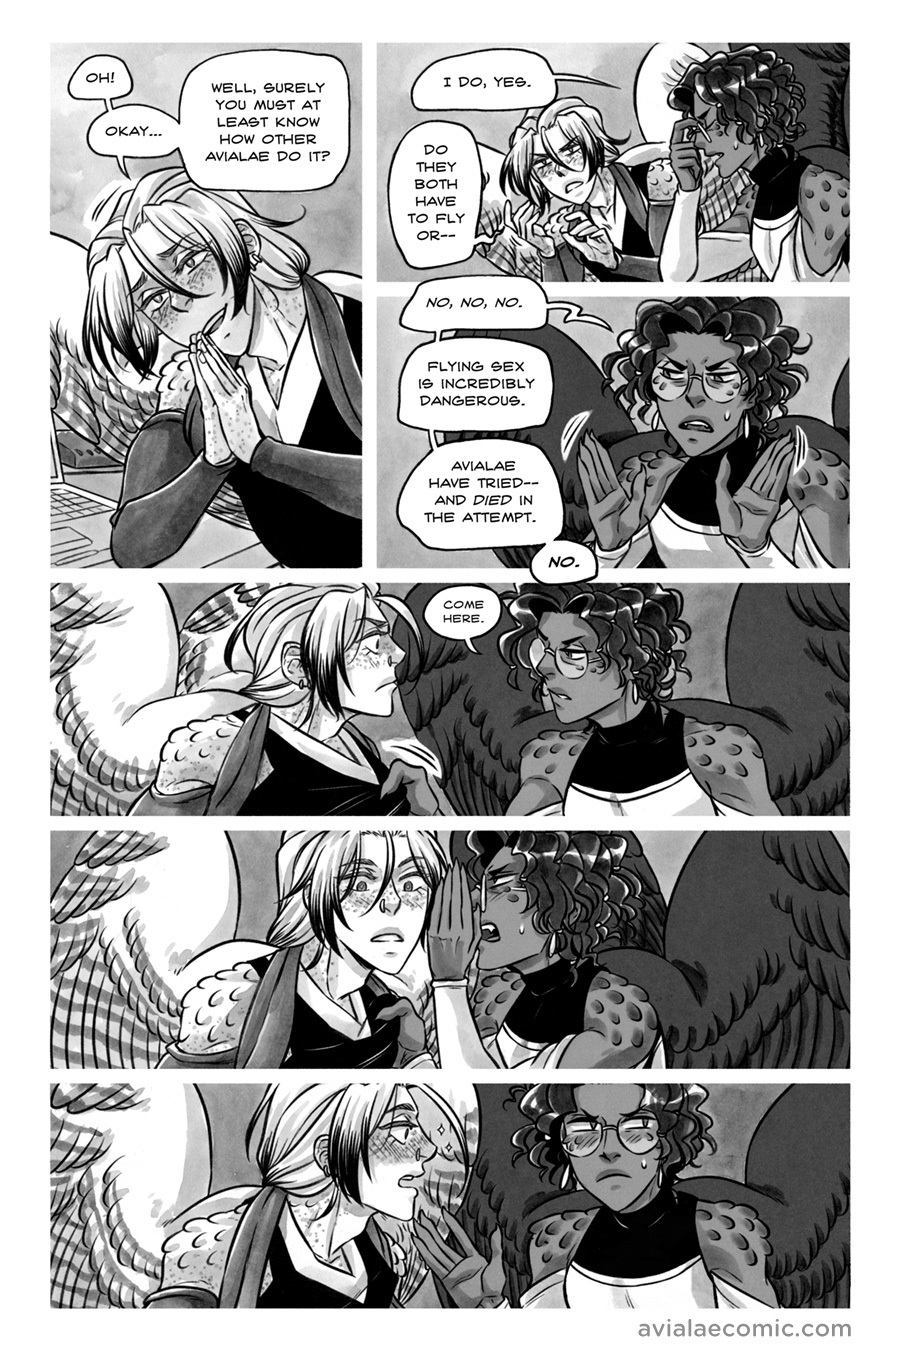 OH!
OKAY...
WELL, SURELY
YOU MUST AT
LEAST KNOW
HOW OTHER
AVIALAE DO IT?
I DO, YES.
DO
THEY
BOTH
HAVE
TO FLY
OR--
NO, NO, NO.
FLYING SEX
IS INCREDIBLY
DANGEROUS.
AVIALAE
HAVE TRIED--
AND DIED IN
THE ATTEMPT.
NO.
COME
HERE.
avialaecomic.com